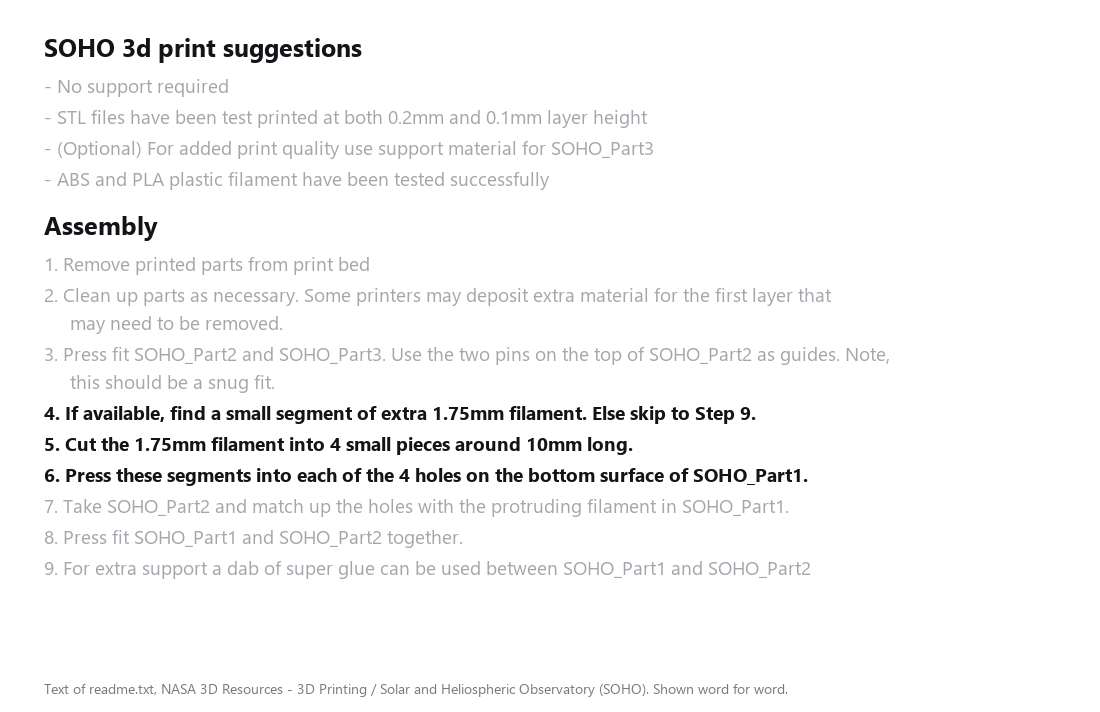 SOHO 3d print suggestions
- No support required
- STL files have been test printed at both 0.2mm and 0.1mm layer height
- (Optional) For added print quality use support material for SOHO_Part3
- ABS and PLA plastic filament have been tested successfully
Assembly
1. Remove printed parts from print bed
2. Clean up parts as necessary. Some printers may deposit extra material for the first layer that
may need to be removed.
3. Press fit SOHO_Part2 and SOHO_Part3. Use the two pins on the top of SOHO_Part2 as guides. Note,
this should be a snug fit.
4. If available, find a small segment of extra 1.75mm filament. Else skip to Step 9.
5. Cut the 1.75mm filament into 4 small pieces around 10mm long.
6. Press these segments into each of the 4 holes on the bottom surface of SOHO_Part1.
7. Take SOHO_Part2 and match up the holes with the protruding filament in SOHO_Part1.
8. Press fit SOHO_Part1 and SOHO_Part2 together.
9. For extra support a dab of super glue can be used between SOHO_Part1 and SOHO_Part2
Text of readme.txt, NASA 3D Resources - 3D Printing / Solar and Heliospheric Observatory (SOHO). Shown word for word.